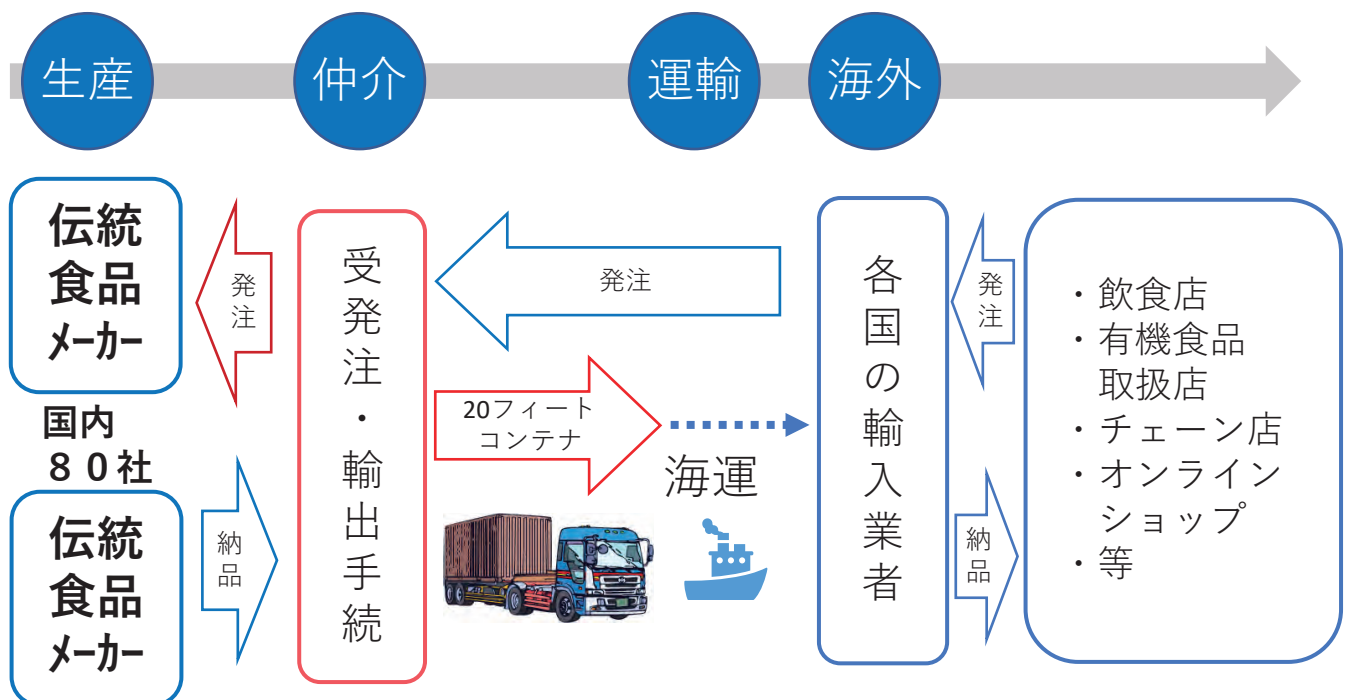 生産
仲介
運輸
海外
伝統
食品
メーカー
国内
８０社
伝統
食品
メーカー
発
注
納
品
受発注・輸出手続
発注
20フィート
コンテナ
海運
各国の輸入業者
発
注
納
品
・飲食店
・有機食品
取扱店
・チェーン店
・オンライン
ショップ
・等